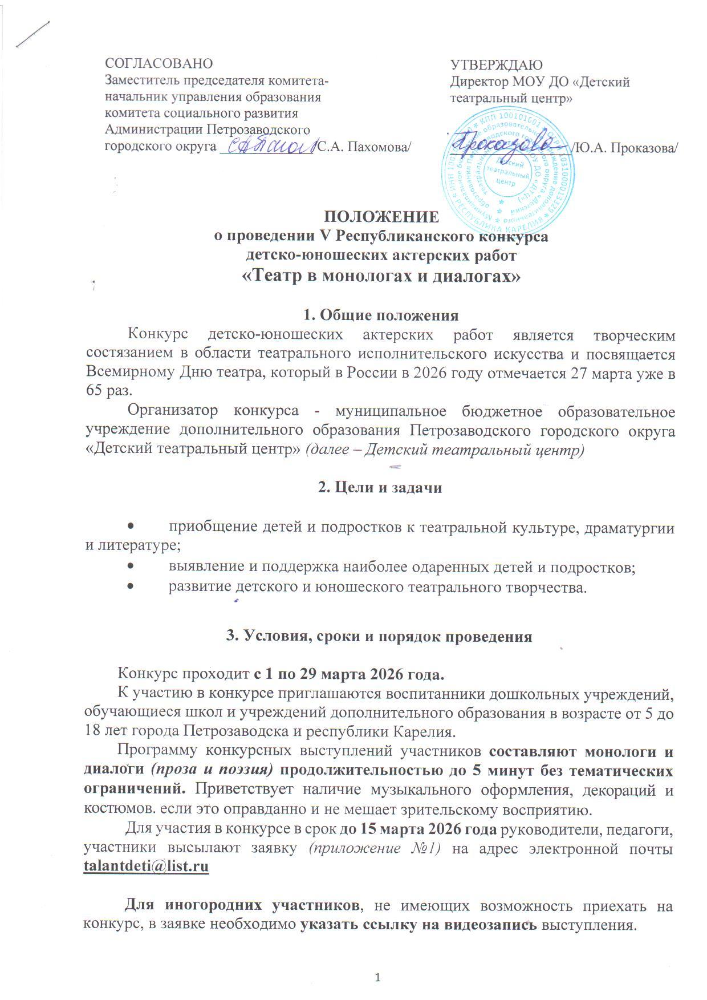 СОГЛАСОВАНО
Заместитель председателя комитета-
начальник управления образования
комитета социального развития
Администрации Петрозаводского
городского округа ____________/С.А. Пахомова/
УТВЕРЖДАЮ
Директор МОУ ДО «Детский
театральный центр»
Проказова
________________/Ю.А. Проказова/
РЕСПУБЛИКА КАРЕЛИЯ
КПП 100101001
Детский
театральный
центр
ПОЛОЖЕНИЕ
о проведении V Республиканского конкурса
детско-юношеских актерских работ
«Театр в монологах и диалогах»
1. Общие положения
Конкурс детско-юношеских актерских работ является творческим
состязанием в области театрального исполнительского искусства и посвящается
Всемирному Дню театра, который в России в 2026 году отмечается 27 марта уже в
65 раз.
Организатор конкурса - муниципальное бюджетное образовательное
учреждение дополнительного образования Петрозаводского городского округа
«Детский театральный центр» (далее – Детский театральный центр)
2. Цели и задачи
• приобщение детей и подростков к театральной культуре, драматургии
и литературе;
• выявление и поддержка наиболее одаренных детей и подростков;
• развитие детского и юношеского театрального творчества.
3. Условия, сроки и порядок проведения
Конкурс проходит с 1 по 29 марта 2026 года.
К участию в конкурсе приглашаются воспитанники дошкольных учреждений,
обучающиеся школ и учреждений дополнительного образования в возрасте от 5 до
18 лет города Петрозаводска и республики Карелия.
Программу конкурсных выступлений участников составляют монологи и
диалоги (проза и поэзия) продолжительностью до 5 минут без тематических
ограничений. Приветствует наличие музыкального оформления, декораций и
костюмов. если это оправданно и не мешает зрительскому восприятию.
Для участия в конкурсе в срок до 15 марта 2026 года руководители, педагоги,
участники высылают заявку (приложение №1) на адрес электронной почты
talantdeti@list.ru
Для иногородних участников, не имеющих возможность приехать на
конкурс, в заявке необходимо указать ссылку на видеозапись выступления.
1